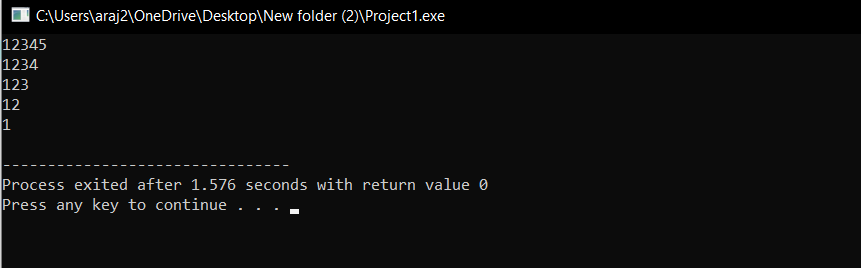 C:\Users\araj2\OneDrive\Desktop\New folder (2)\Project1.exe
12345
1234
123
12
1
--------------------------------
Process exited after 1.576 seconds with return value 0
Press any key to continue . . .